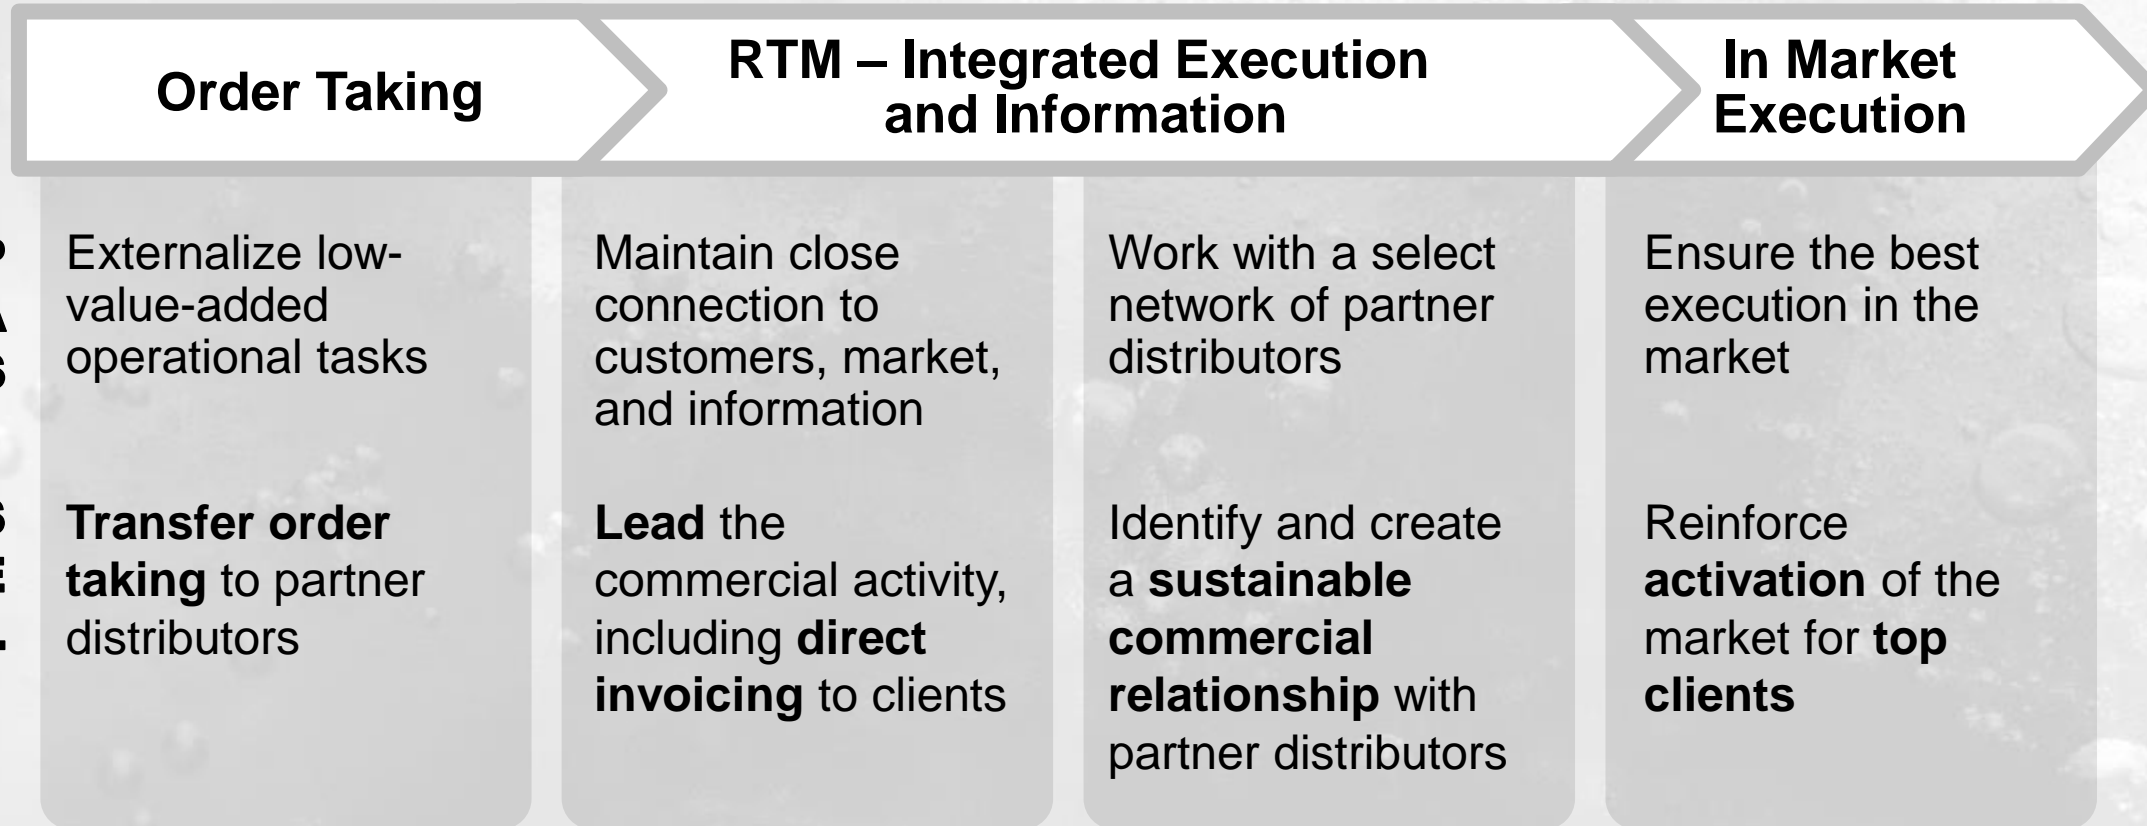 Order Taking
RTM – Integrated Execution
and Information
In Market
Execution
Externalize low-
value-added
operational tasks
Transfer order
taking to partner
distributors
Maintain close
connection to
customers, market,
and information
Lead the
commercial activity,
including direct
invoicing to clients
Work with a select
network of partner
distributors
Identify and create
a sustainable
commercial
relationship with
partner distributors
Ensure the best
execution in the
market
Reinforce
activation of the
market for top
clients